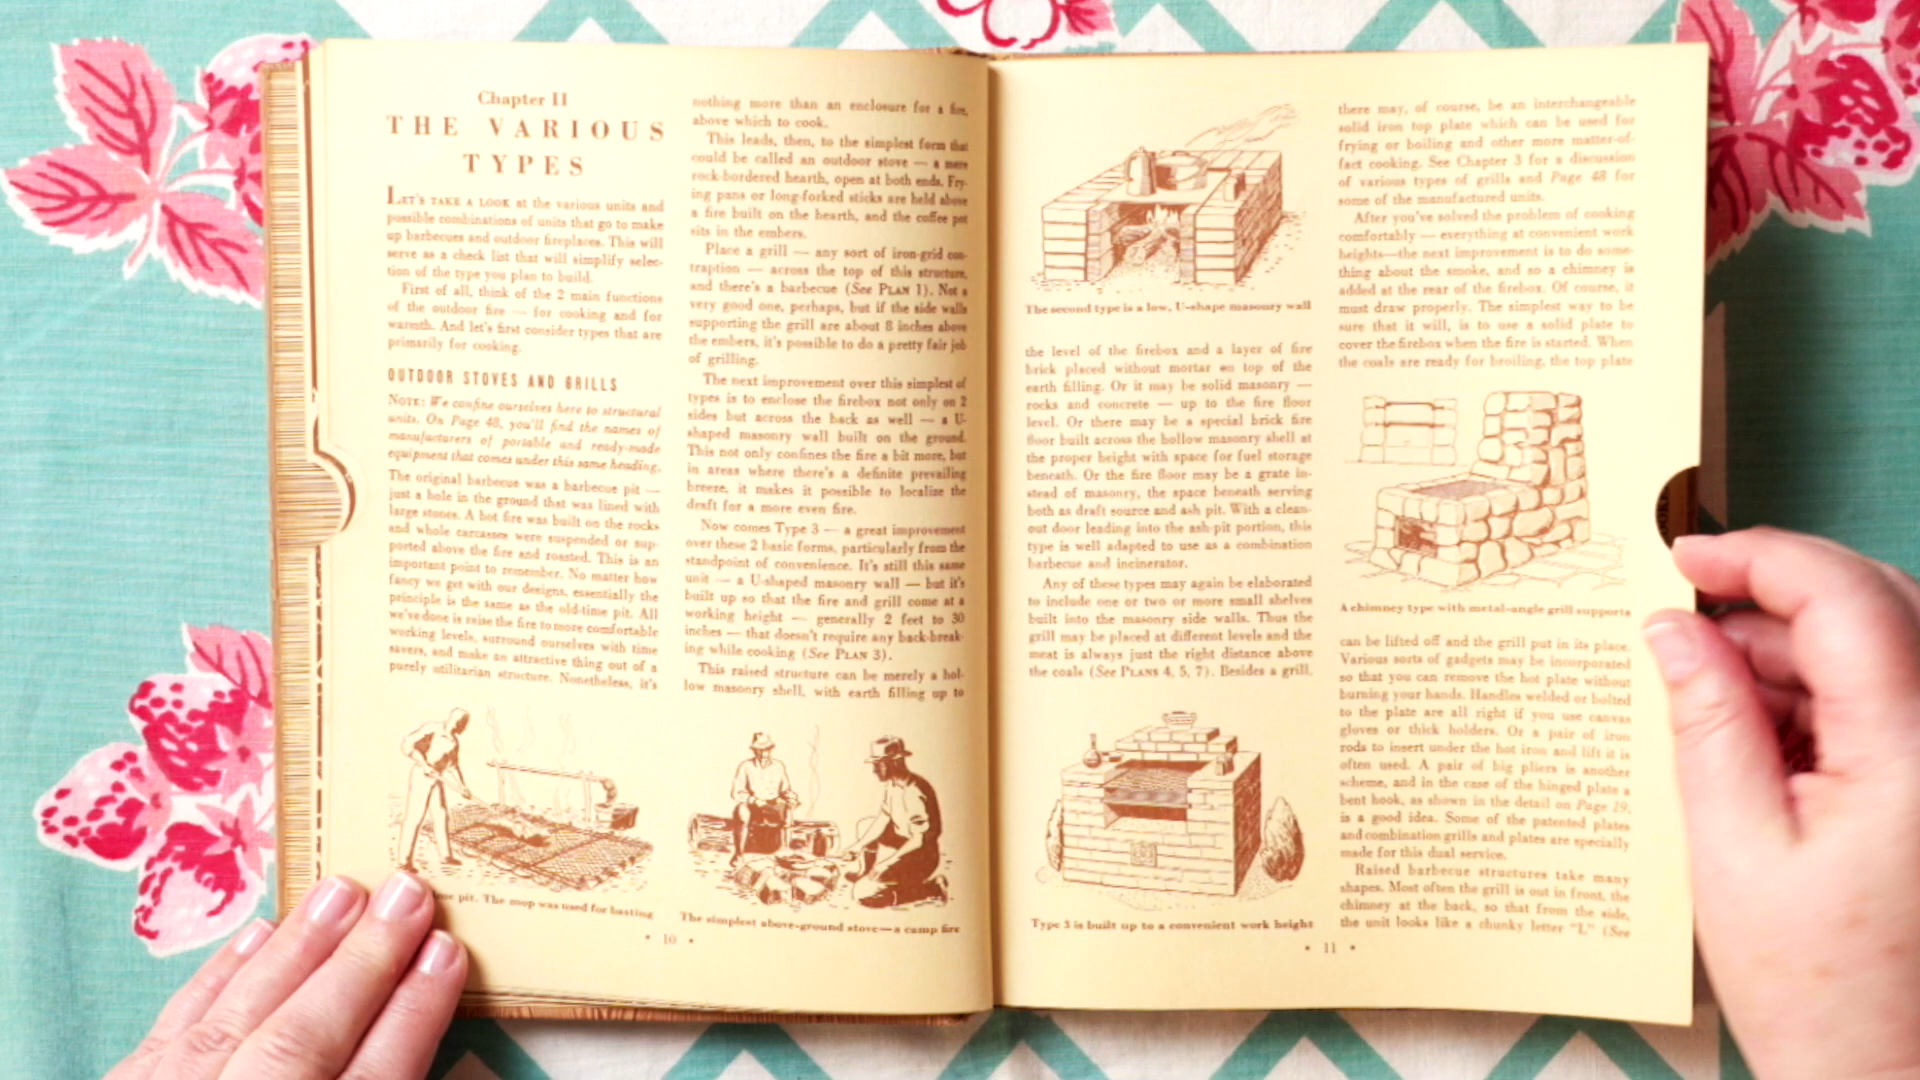 Chapter II
THE VARIOUS
TYPES
LET'S TAKE A LOOK at the various units and
possible combinations of units that go to make
up barbecues and outdoor fireplaces. This will
serve as a check list that will simplify selec-
tion of the type you plan to build.
First of all, think of the 2 main functions
of the outdoor fire — for cooking and for
warmth. And let's first consider types that are
primarily for cooking.
OUTDOOR STOVES AND GRILLS
NOTE: We confine ourselves here to structural
units. On Page 48, you'll find the names of
manufacturers of portable and ready-made
equipment that comes under this same heading.
The original barbecue was a barbecue pit —
just a hole in the ground that was lined with
large stones. A hot fire was built on the rocks
and whole carcasses were suspended or sup-
ported above the fire and roasted. This is an
important point to remember. No matter how
fancy we get with our designs, essentially the
principle is the same as the old-time pit. All
we've done is raise the fire to more comfortable
working levels, surround ourselves with time
savers, and make an attractive thing out of a
purely utilitarian structure. Nonetheless, it's
pit. The mop was used for basting
nothing more than an enclosure for a fire,
above which to cook.
This leads, then, to the simplest form that
could be called an outdoor stove — a mere
rock-bordered hearth, open at both ends. Fry-
ing pans or long-forked sticks are held above
a fire built on the hearth, and the coffee pot
sits in the embers.
Place a grill — any sort of iron-grid con-
traption — across the top of this structure,
and there's a barbecue (See PLAN 1). Not a
very good one, perhaps, but if the side walls
supporting the grill are about 8 inches above
the embers, it's possible to do a pretty fair job
of grilling.
The next improvement over this simplest of
types is to enclose the firebox not only on 2
sides but across the back as well — a U-
shaped masonry wall built on the ground.
This not only confines the fire a bit more, but
in areas where there's a definite prevailing
breeze, it makes it possible to localize the
draft for a more even fire.
Now comes Type 3 — a great improvement
over these 2 basic forms, particularly from the
standpoint of convenience. It's still this same
unit — a U-shaped masonry wall — but it's
built up so that the fire and grill come at a
working height — generally 2 feet to 30
inches — that doesn't require any back-break-
ing while cooking (See PLAN 3).
This raised structure can be merely a hol-
low masonry shell, with earth filling up to
The simplest above-ground stove—a camp fire
• 10 •
The second type is a low, U-shape masonry wall
the level of the firebox and a layer of fire
brick placed without mortar on top of the
earth filling. Or it may be solid masonry —
rocks and concrete — up to the fire floor
level. Or there may be a special brick fire
floor built across the hollow masonry shell at
the proper height with space for fuel storage
beneath. Or the fire floor may be a grate in-
stead of masonry, the space beneath serving
both as draft source and ash pit. With a clean-
out door leading into the ash-pit portion, this
type is well adapted to use as a combination
barbecue and incinerator.
Any of these types may again be elaborated
to include one or two or more small shelves
built into the masonry side walls. Thus the
grill may be placed at different levels and the
meat is always just the right distance above
the coals (See PLANS 4, 5, 7). Besides a grill,
Type 3 is built up to a convenient work height
there may, of course, be an interchangeable
solid iron top plate which can be used for
frying or boiling and other more matter-of-
fact cooking. See Chapter 3 for a discussion
of various types of grills and Page 48 for
some of the manufactured units.
After you've solved the problem of cooking
comfortably — everything at convenient work
heights—the next improvement is to do some-
thing about the smoke, and so a chimney is
added at the rear of the firebox. Of course, it
must draw properly. The simplest way to be
sure that it will, is to use a solid plate to
cover the firebox when the fire is started. When
the coals are ready for broiling, the top plate
A chimney type with metal-angle grill supports
can be lifted off and the grill put in its place.
Various sorts of gadgets may be incorporated
so that you can remove the hot plate without
burning your hands. Handles welded or bolted
to the plate are all right if you use canvas
gloves or thick holders. Or a pair of iron
rods to insert under the hot iron and lift it is
often used. A pair of big pliers is another
scheme, and in the case of the hinged plate a
bent hook, as shown in the detail on Page 19,
is a good idea. Some of the patented plates
and combination grills and plates are specially
made for this dual service.
Raised barbecue structures take many
shapes. Most often the grill is out in front, the
chimney at the back, so that from the side,
the unit looks like a chunky letter "L" (See
• 11 •